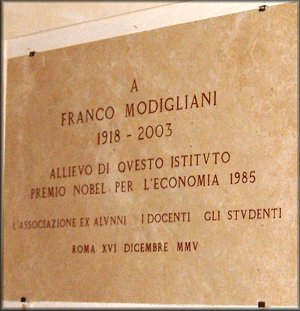 A
FRANCO MODIGLIANI
1918 - 2003
ALLIEVO DI QVESTO ISTITVTO
PREMIO NOBEL PER L'ECONOMIA 1985
L'ASSOCIAZIONE EX ALVNNI I DOCENTI GLI STVDENTI
ROMA XVI DICEMBRE MMV